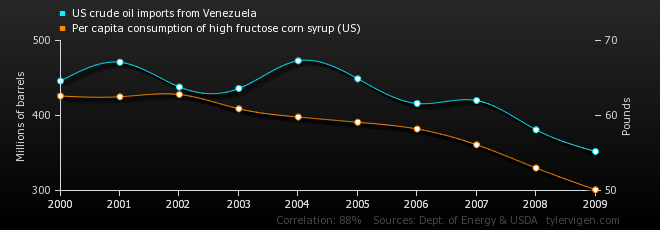 US crude oil imports from Venezuela
Per capita consumption of high fructose corn syrup (US)
500
400
300
Millions of barrels
70
60
50
Pounds
2000 2001 2002 2003 2004 2005 2006 2007 2008 2009
Correlation: 88% Sources: Dept. of Energy & USDA tylervigen.com